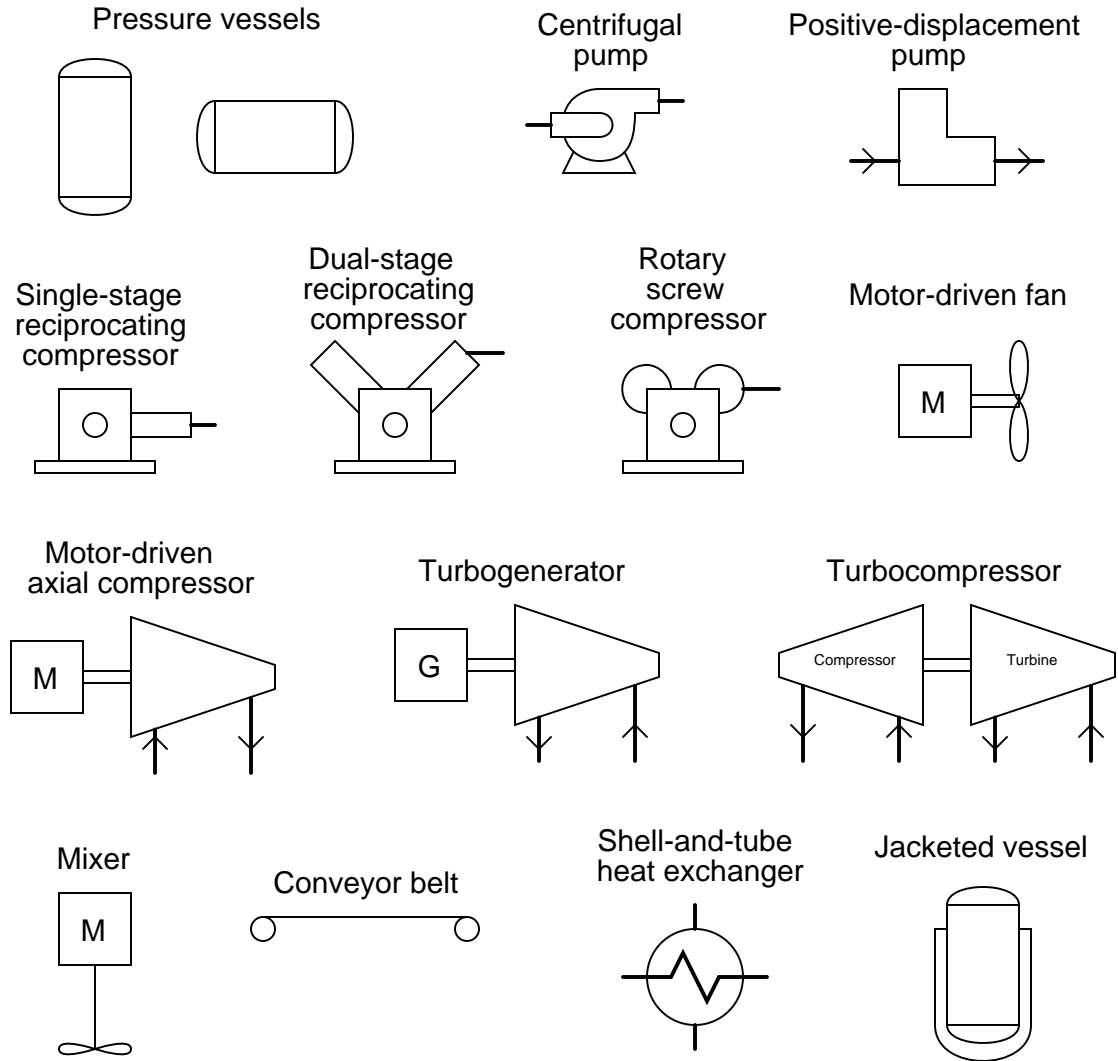 Pressure vessels
Centrifugal
pump
Positive-displacement
pump
Single-stage
reciprocating
compressor
Dual-stage
reciprocating
compressor
Rotary
screw
compressor
Motor-driven fan
M
Motor-driven
axial compressor
M
Turbogenerator
G
Turbocompressor
Compressor
Turbine
Mixer
M
Conveyor belt
Shell-and-tube
heat exchanger
Jacketed vessel